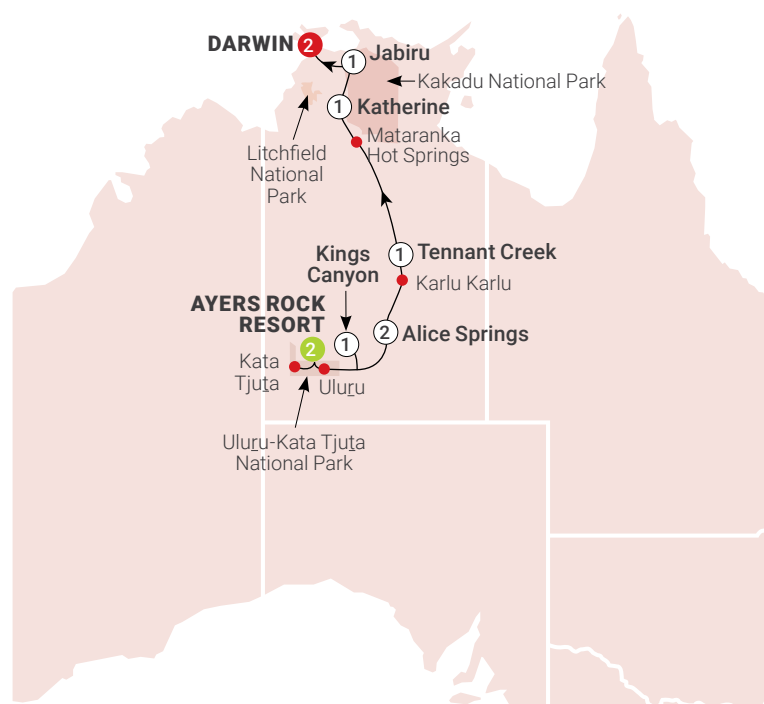 DARWIN 2
1 Jabiru
Kakadu National Park
1 Katherine
Mataranka
Hot Springs
Litchfield
National
Park
1 Tennant Creek
Kings
Canyon
Karlu Karlu
AYERS ROCK
RESORT
2
1
2 Alice Springs
Kata
Tjuṯa
Uluṟu
Uluṟu-Kata Tjuṯa
National Park